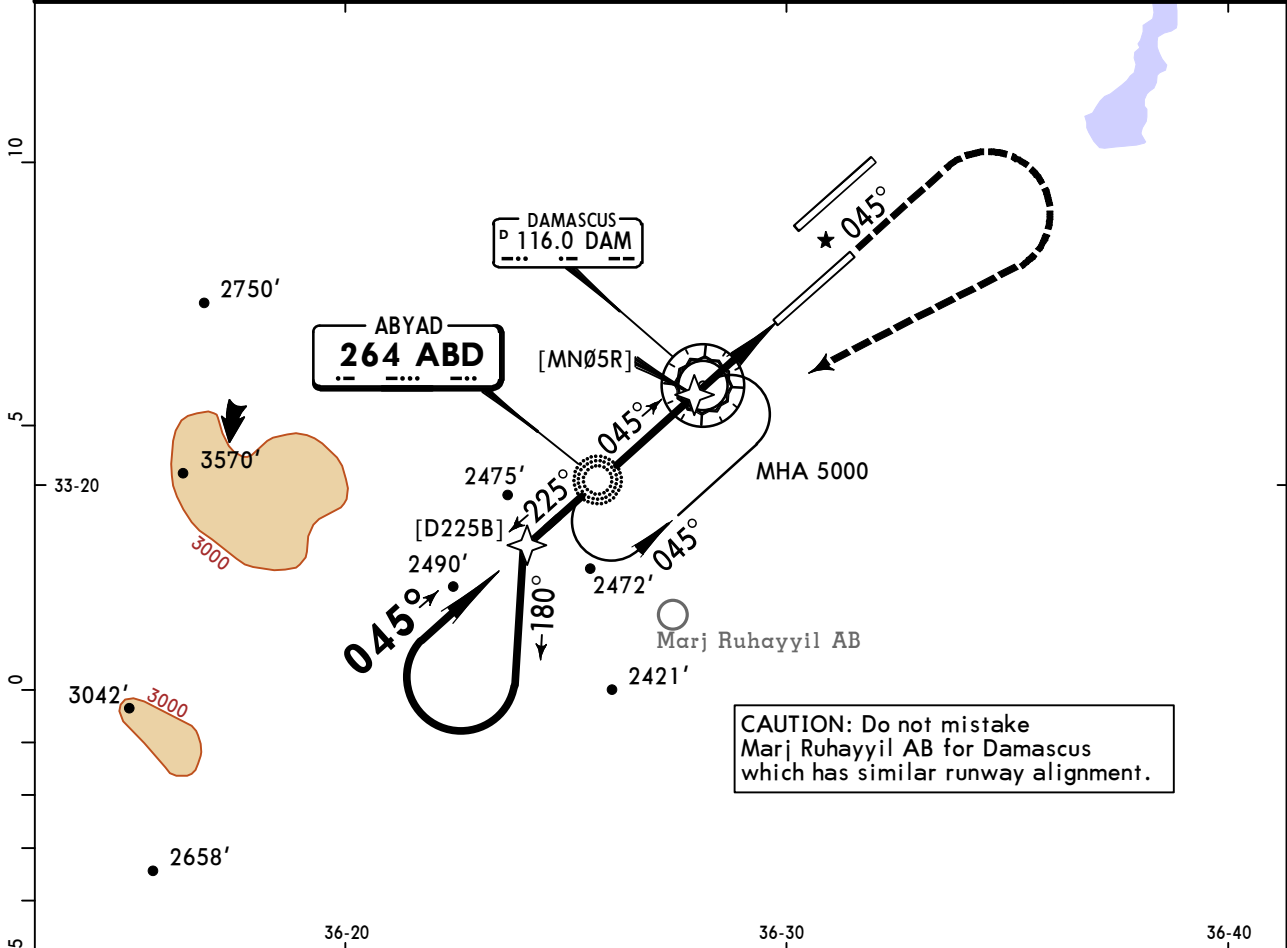 10
045°
DAMASCUS
D 116.0 DAM
2750'
ABYAD
264 ABD
[MNØ5R]
5
045°
3570'
2475'
MHA 5000
33-20
225°
[D225B]
3000
045°
2490'
2472'
180°
045°
Marj Ruhayyil AB
0
3042'
3000
2421'
CAUTION: Do not mistake
Marj Ruhayyil AB for Damascus
which has similar runway alignment.
2658'
5
36-20
36-30
36-40